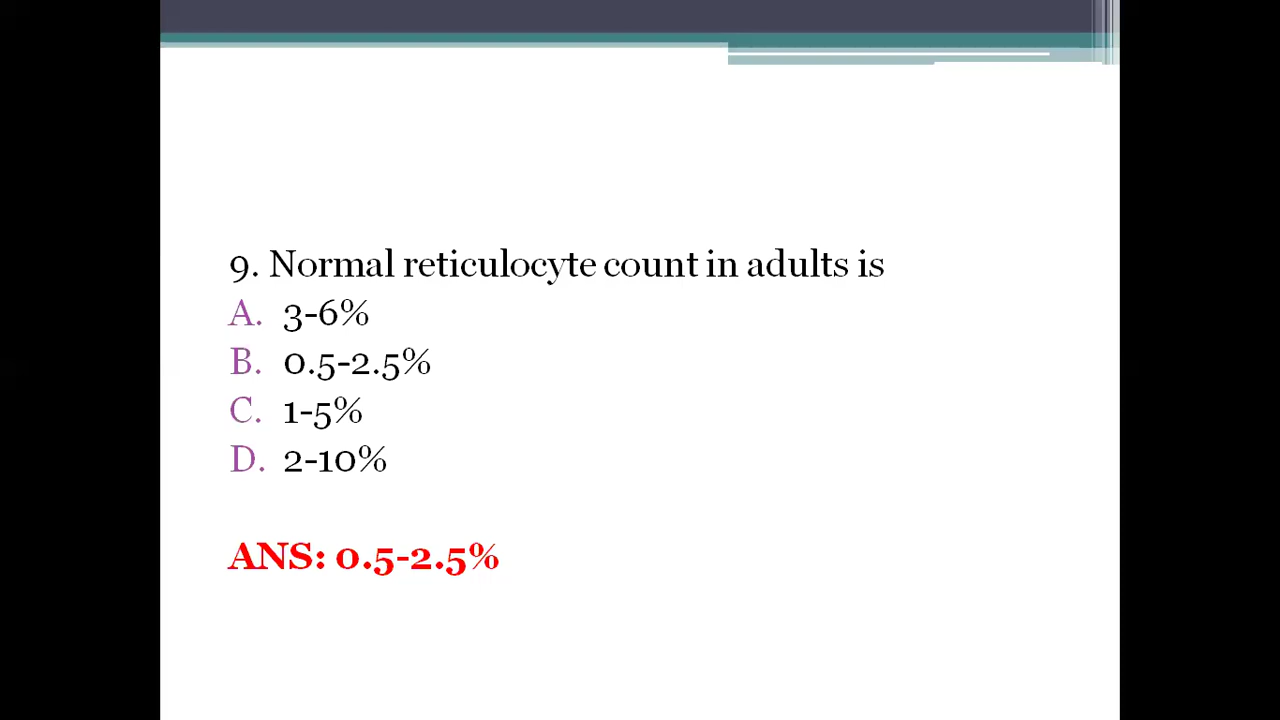 9. Normal reticulocyte count in adults is
A. 3-6%
B. 0.5-2.5%
C. 1-5%
D. 2-10%
ANS: 0.5-2.5%